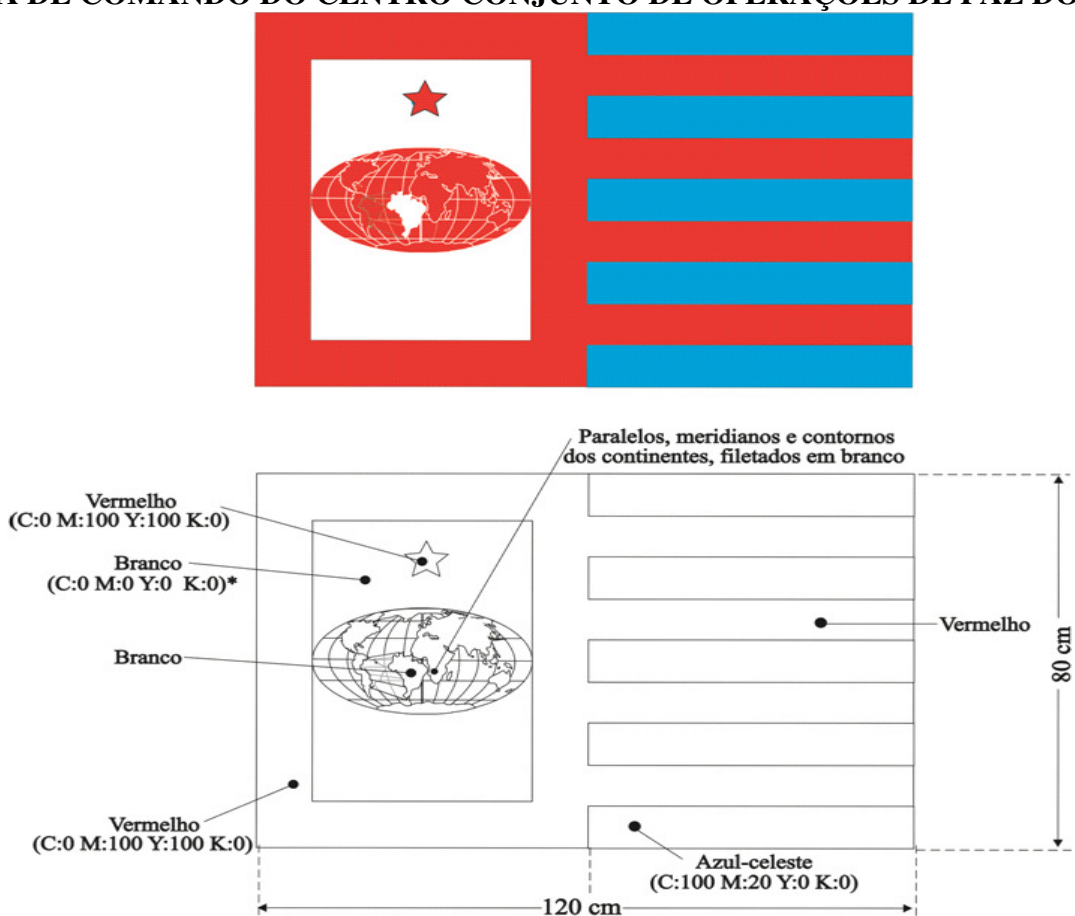 DE COMANDO DO CENTRO CONJUNTO DE OPERAÇÕES DE PAZ DO
Paralelos, meridianos e contornos
dos continentes, filetados em branco
Vermelho
(C:0 M:100 Y:100 K:0)
Branco
(C:0 M:0 Y:0 K:0)*
Branco
Vermelho
80 cm
Vermelho
(C:0 M:100 Y:100 K:0)
Azul-celeste
(C:100 M:20 Y:0 K:0)
120 cm